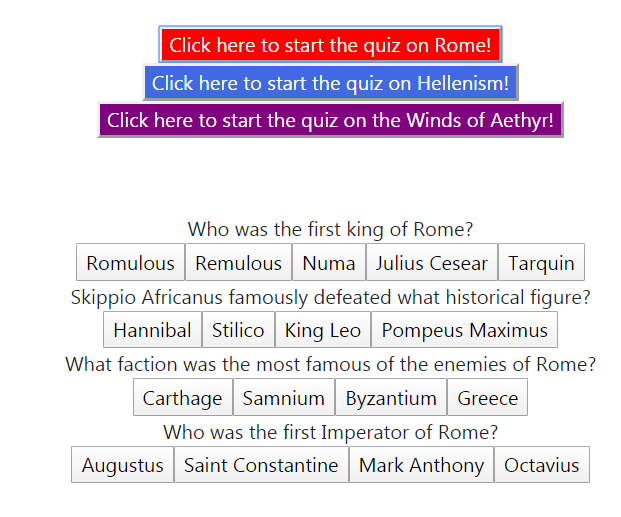 Click here to start the quiz on Rome!
Click here to start the quiz on Hellenism!
Click here to start the quiz on the Winds of Aethyr!
Who was the first king of Rome?
Romulous Remulous Numa Julius Cesear Tarquin
Skippio Africanus famously defeated what historical figure?
Hannibal Stilico King Leo Pompeus Maximus
What faction was the most famous of the enemies of Rome?
Carthage Samnium Byzantium Greece
Who was the first Imperator of Rome?
Augustus Saint Constantine Mark Anthony Octavius